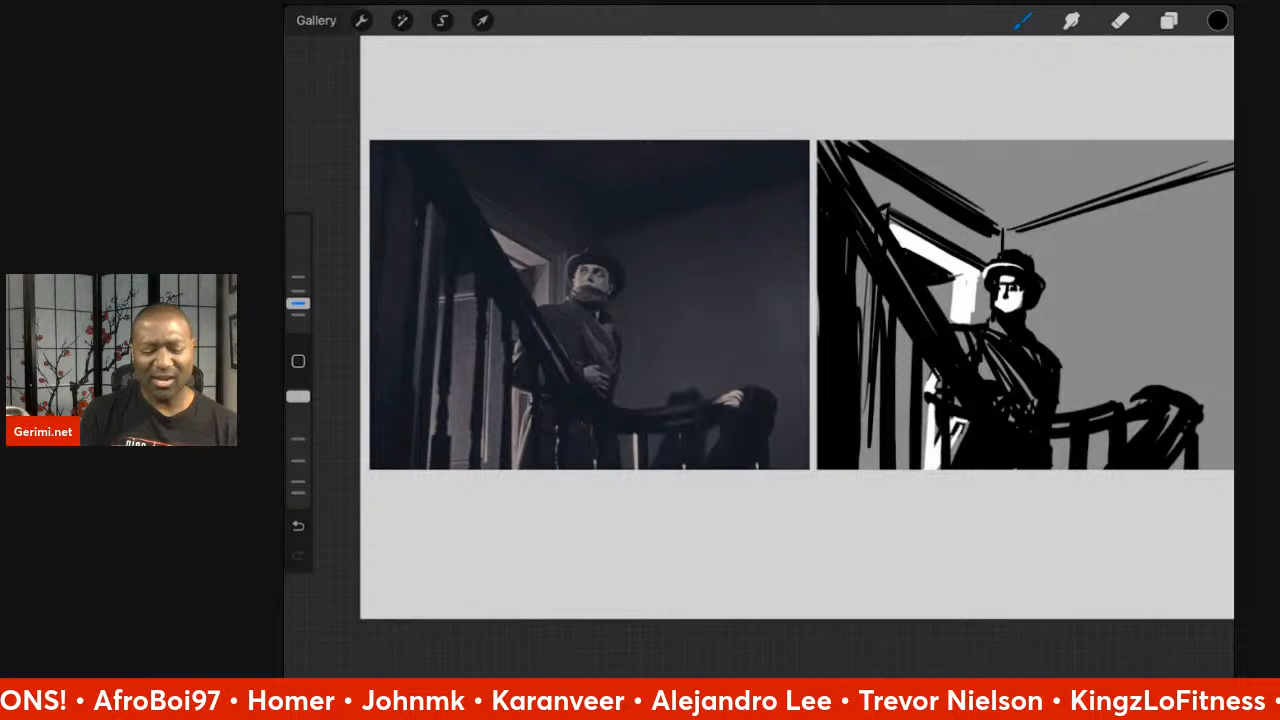 Gallery
Gerimi.net
ONS! • AfroBoi97 • Homer • Johnmk • Karanveer • Alejandro Lee • Trevor Nielson • KingzLoFitness •